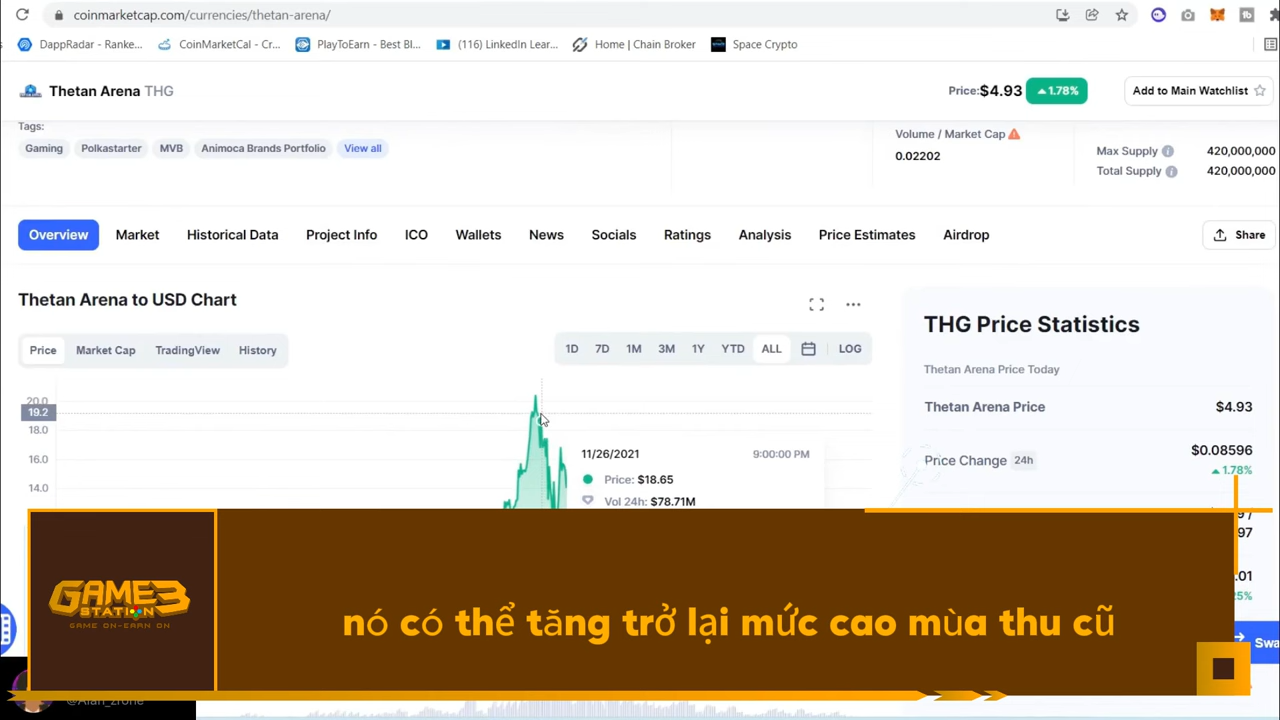 coinmarketcap.com/currencies/thetan-arena/
DappRadar - Ranke... CoinMarketCal - Cr... PlayToEarn - Best Bl... (116) LinkedIn Lear... Home | Chain Broker Space Crypto
Thetan Arena THG Price:$4.93 1.78% Add to Main Watchlist
Tags:
Gaming Polkastarter MVB Animoca Brands Portfolio View all
Volume / Market Cap
0.02202
Max Supply 420,000,000
Total Supply 420,000,000
Overview Market Historical Data Project Info ICO Wallets News Socials Ratings Analysis Price Estimates Airdrop Share
Thetan Arena to USD Chart
Price Market Cap TradingView History 1D 7D 1M 3M 1Y YTD ALL LOG
20.0
19.2
18.0
16.0
14.0
11/26/2021 9:00:00 PM
Price: $18.65
Vol 24h: $78.71M
THG Price Statistics
Thetan Arena Price Today
Thetan Arena Price $4.93
Price Change 24h $0.08596
1.78%
97
.01
25%
Swa
GAME3
STATION
GAME ON-EARN ON
nó có thể tăng trở lại mức cao mùa thu cũ
@Alan_zrone